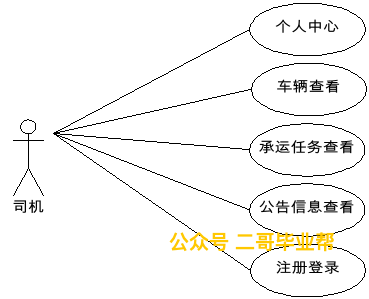 个人中心
车辆查看
承运任务查看
司机
公告信息查看
公众号 二哥毕业帮
注册登录